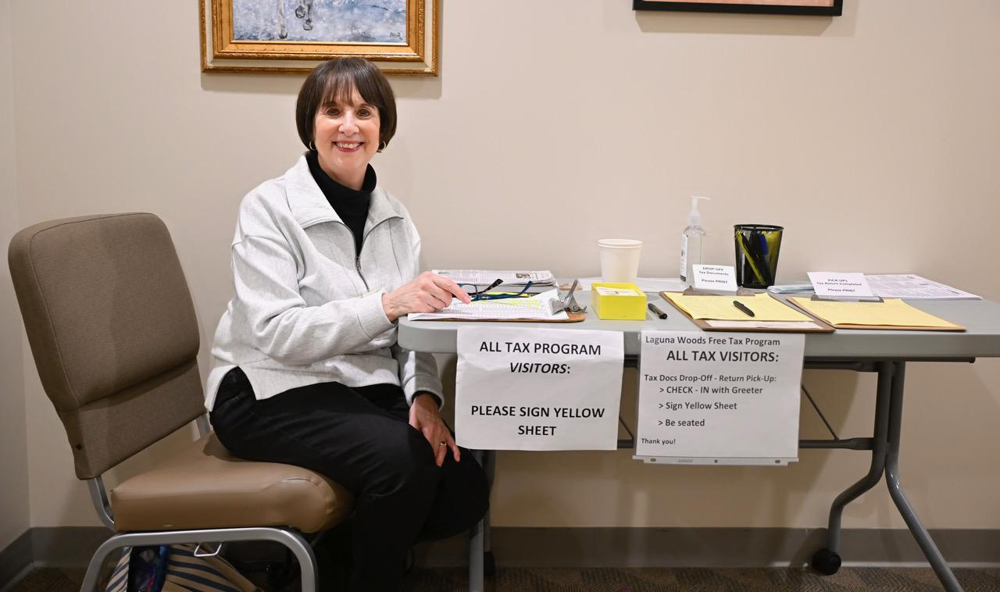 DROP-OFF
Tax Documents
Please PRINT
PICK-UPs
Tax Return Completed
Please PRINT
ALL TAX PROGRAM
VISITORS:
PLEASE SIGN YELLOW
SHEET
Laguna Woods Free Tax Program
ALL TAX VISITORS:
Tax Docs Drop-Off - Return Pick-Up:
> CHECK - IN with Greeter
> Sign Yellow Sheet
> Be seated
Thank you!